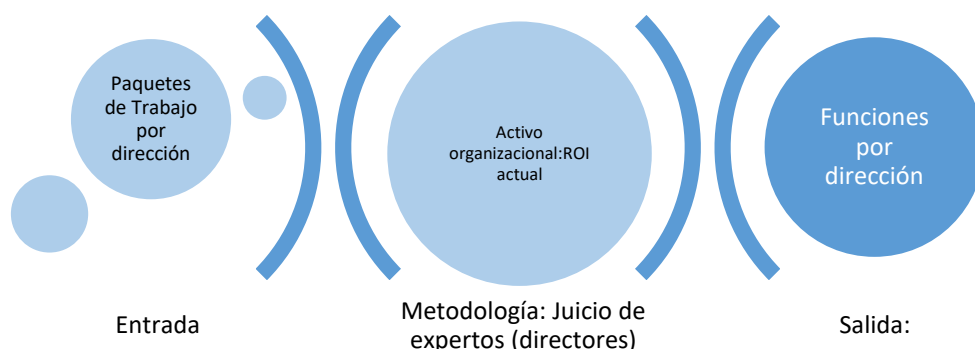 Paquetes
de Trabajo
por
dirección
Activo
organizacional:ROI
actual
Funciones
por
dirección
Entrada
Metodología: Juicio de
expertos (directores)
Salida: